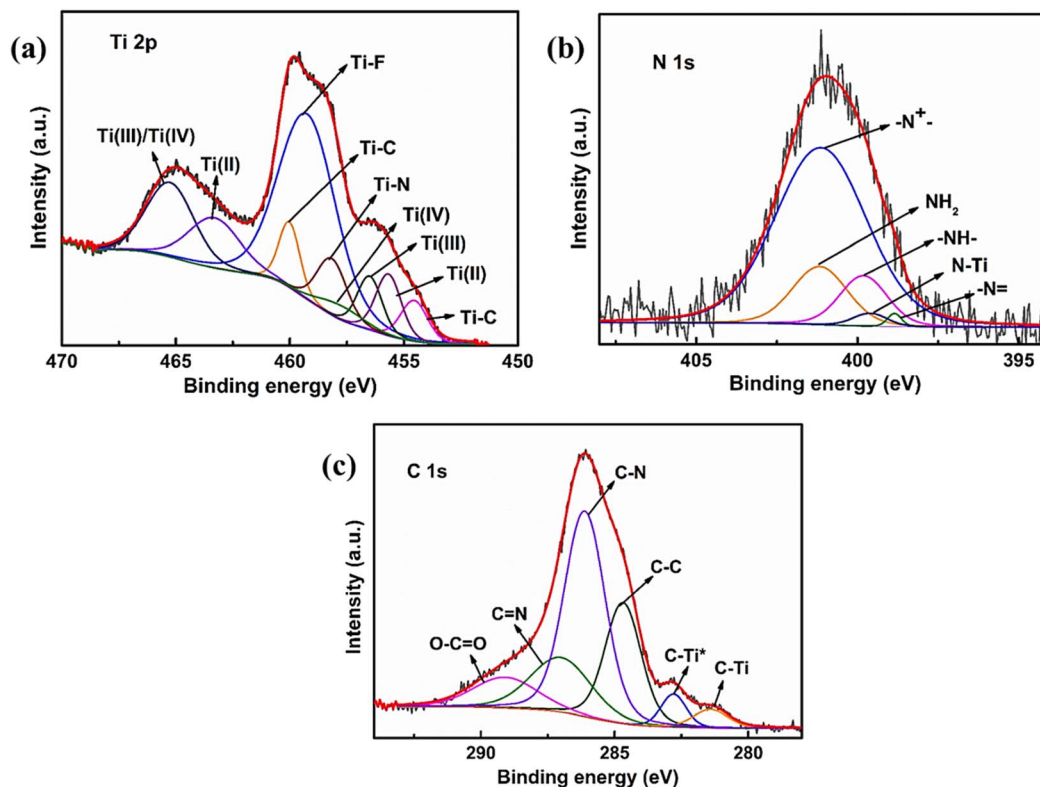 (a)
Ti 2p
Ti-F
Ti(III)/Ti(IV)
Ti-C
Ti(II)
Ti-N
Ti(IV)
Ti(III)
Ti(II)
Ti-C
Intensity (a.u.)
470 465 460 455 450
Binding energy (eV)
(b)
N 1s
-N⁺-
NH₂
-NH-
N-Ti
-N=
Intensity (a.u.)
405 400 395
Binding energy (eV)
(c)
C 1s
C-N
C-C
C=N
O-C=O
C-Ti*
C-Ti
Intensity (a.u.)
290 285 280
Binding energy (eV)